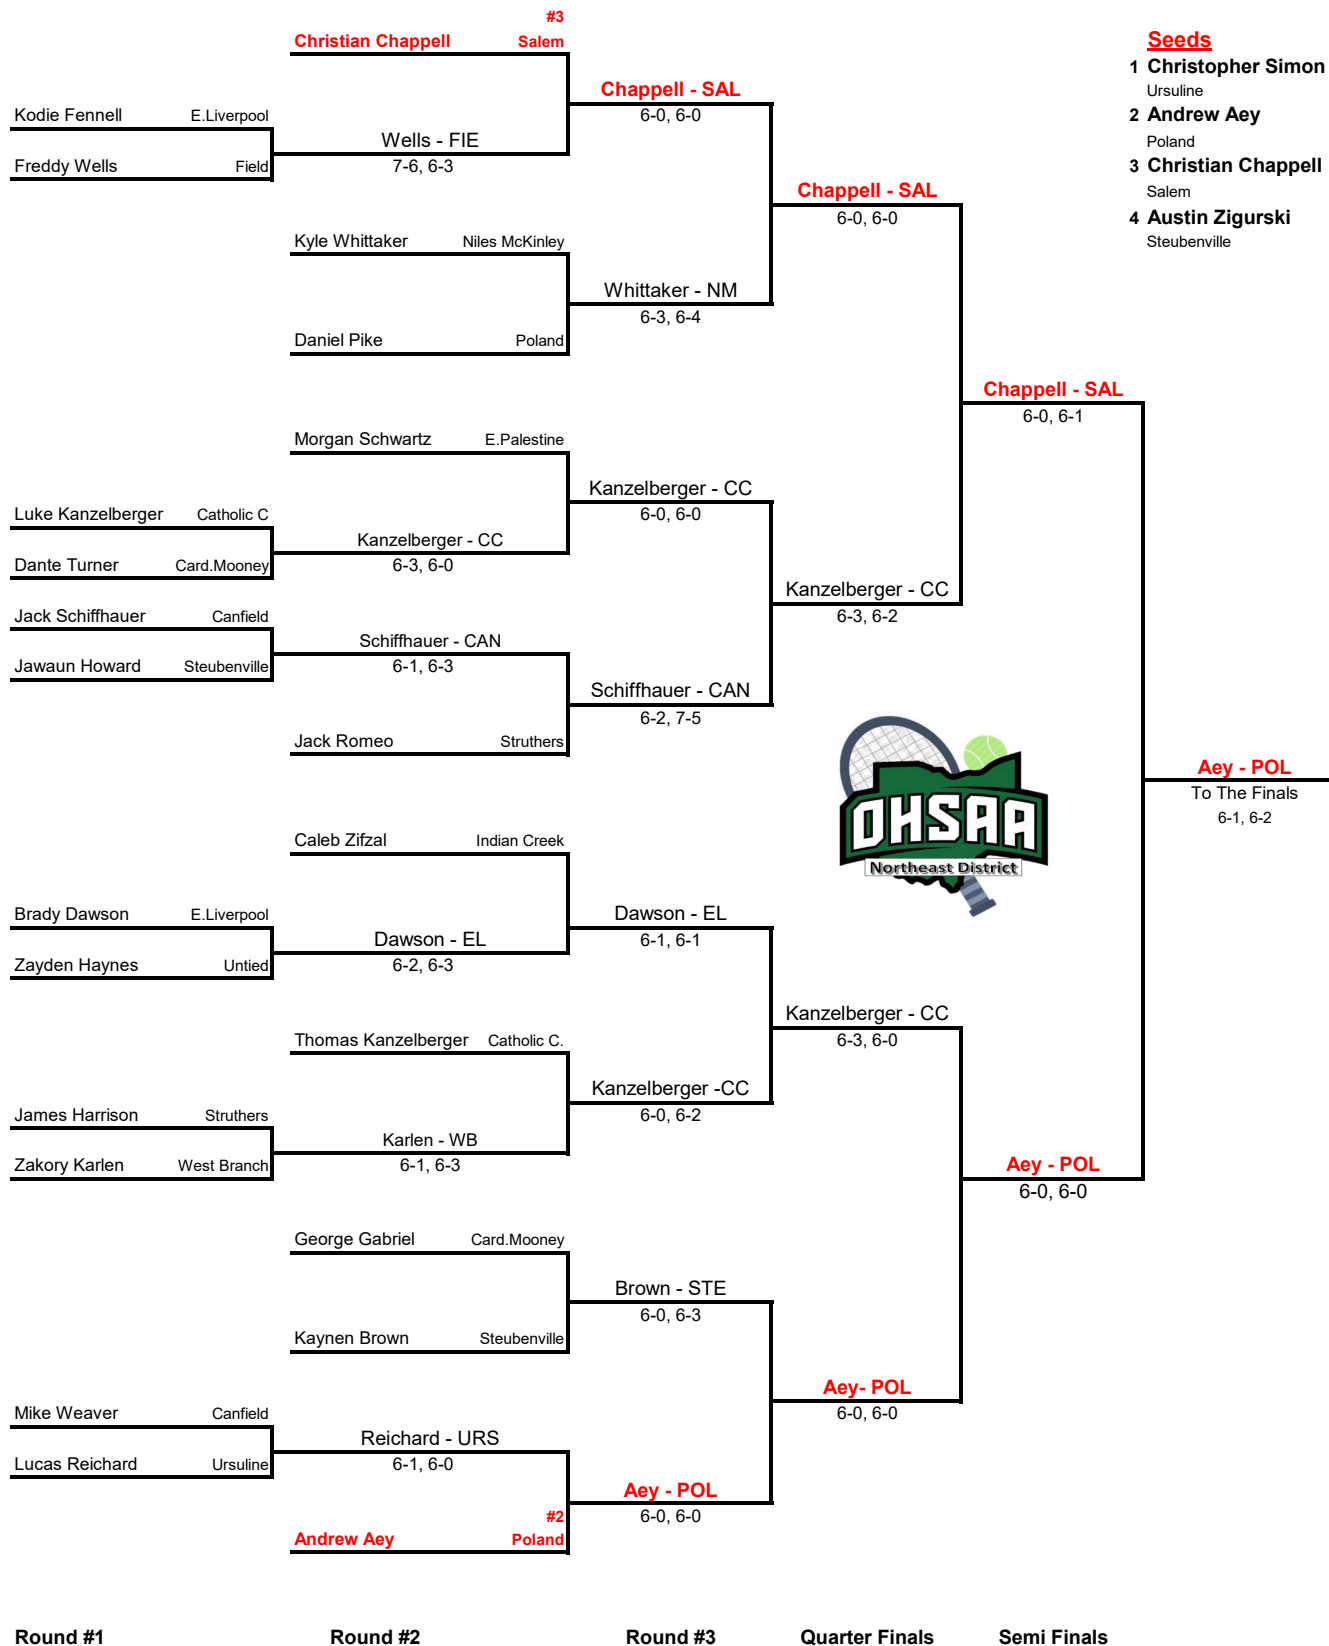 #3
Christian Chappell Salem
Seeds
1 Christopher Simon
Ursuline
2 Andrew Aey
Poland
3 Christian Chappell
Salem
4 Austin Zigurski
Steubenville
Chappell - SAL
6-0, 6-0
Kodie Fennell E.Liverpool
Wells - FIE
7-6, 6-3
Freddy Wells Field
Chappell - SAL
6-0, 6-0
Kyle Whittaker Niles McKinley
Whittaker - NM
6-3, 6-4
Daniel Pike Poland
Chappell - SAL
6-0, 6-1
Morgan Schwartz E.Palestine
Kanzelberger - CC
6-0, 6-0
Luke Kanzelberger Catholic C
Kanzelberger - CC
6-3, 6-0
Dante Turner Card.Mooney
Kanzelberger - CC
6-3, 6-2
Jack Schiffhauer Canfield
Schiffhauer - CAN
6-1, 6-3
Jawaun Howard Steubenville
Schiffhauer - CAN
6-2, 7-5
Jack Romeo Struthers
OHSAA
Northeast District
Aey - POL
To The Finals
6-1, 6-2
Caleb Zifzal Indian Creek
Dawson - EL
6-1, 6-1
Brady Dawson E.Liverpool
Dawson - EL
6-2, 6-3
Zayden Haynes Untied
Kanzelberger - CC
6-3, 6-0
Thomas Kanzelberger Catholic C.
Kanzelberger -CC
6-0, 6-2
James Harrison Struthers
Karlen - WB
6-1, 6-3
Zakory Karlen West Branch
Aey - POL
6-0, 6-0
George Gabriel Card.Mooney
Brown - STE
6-0, 6-3
Kaynen Brown Steubenville
Aey- POL
6-0, 6-0
Mike Weaver Canfield
Reichard - URS
6-1, 6-0
Lucas Reichard Ursuline
Aey - POL
6-0, 6-0
#2
Andrew Aey Poland
Round #1 Round #2 Round #3 Quarter Finals Semi Finals